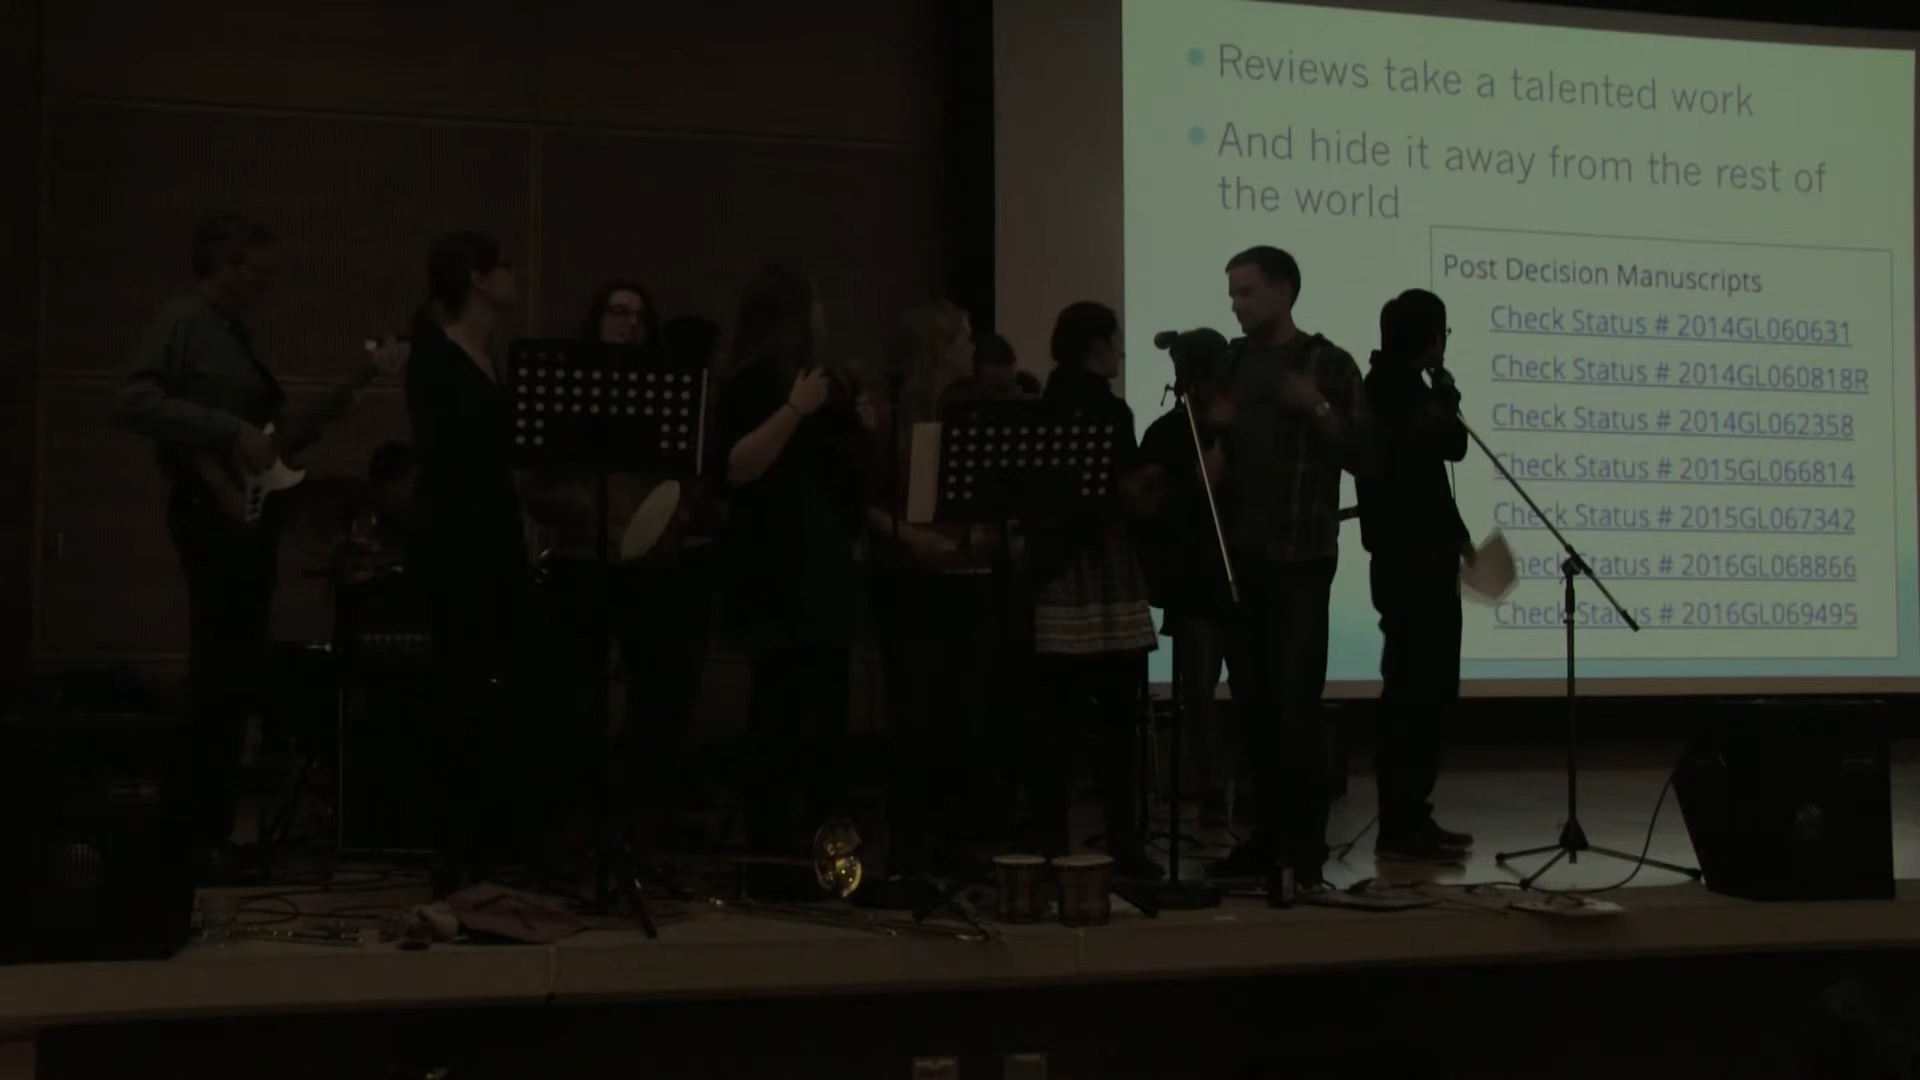 Reviews take a talented work
And hide it away from the rest of
the world
Post Decision Manuscripts
Check Status # 2014GL060631
Check Status # 2014GL060818R
Check Status # 2014GL062358
Check Status # 2015GL066814
Check Status # 2015GL067342
Check Status # 2016GL068866
Check Status # 2016GL069495